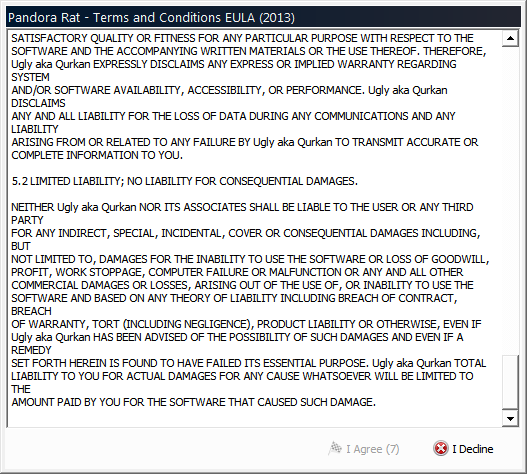 Pandora Rat - Terms and Conditions EULA (2013)
SATISFACTORY QUALITY OR FITNESS FOR ANY PARTICULAR PURPOSE WITH RESPECT TO THE
SOFTWARE AND THE ACCOMPANYING WRITTEN MATERIALS OR THE USE THEREOF. THEREFORE,
Ugly aka Qurkan EXPRESSLY DISCLAIMS ANY EXPRESS OR IMPLIED WARRANTY REGARDING
SYSTEM
AND/OR SOFTWARE AVAILABILITY, ACCESSIBILITY, OR PERFORMANCE. Ugly aka Qurkan
DISCLAIMS
ANY AND ALL LIABILITY FOR THE LOSS OF DATA DURING ANY COMMUNICATIONS AND ANY
LIABILITY
ARISING FROM OR RELATED TO ANY FAILURE BY Ugly aka Qurkan TO TRANSMIT ACCURATE OR
COMPLETE INFORMATION TO YOU.
5.2 LIMITED LIABILITY; NO LIABILITY FOR CONSEQUENTIAL DAMAGES.
NEITHER Ugly aka Qurkan NOR ITS ASSOCIATES SHALL BE LIABLE TO THE USER OR ANY THIRD
PARTY
FOR ANY INDIRECT, SPECIAL, INCIDENTAL, COVER OR CONSEQUENTIAL DAMAGES INCLUDING,
BUT
NOT LIMITED TO, DAMAGES FOR THE INABILITY TO USE THE SOFTWARE OR LOSS OF GOODWILL,
PROFIT, WORK STOPPAGE, COMPUTER FAILURE OR MALFUNCTION OR ANY AND ALL OTHER
COMMERCIAL DAMAGES OR LOSSES, ARISING OUT OF THE USE OF, OR INABILITY TO USE THE
SOFTWARE AND BASED ON ANY THEORY OF LIABILITY INCLUDING BREACH OF CONTRACT,
BREACH
OF WARRANTY, TORT (INCLUDING NEGLIGENCE), PRODUCT LIABILITY OR OTHERWISE, EVEN IF
Ugly aka Qurkan HAS BEEN ADVISED OF THE POSSIBILITY OF SUCH DAMAGES AND EVEN IF A
REMEDY
SET FORTH HEREIN IS FOUND TO HAVE FAILED ITS ESSENTIAL PURPOSE. Ugly aka Qurkan TOTAL
LIABILITY TO YOU FOR ACTUAL DAMAGES FOR ANY CAUSE WHATSOEVER WILL BE LIMITED TO
THE
AMOUNT PAID BY YOU FOR THE SOFTWARE THAT CAUSED SUCH DAMAGE.
I Agree (7)
I Decline